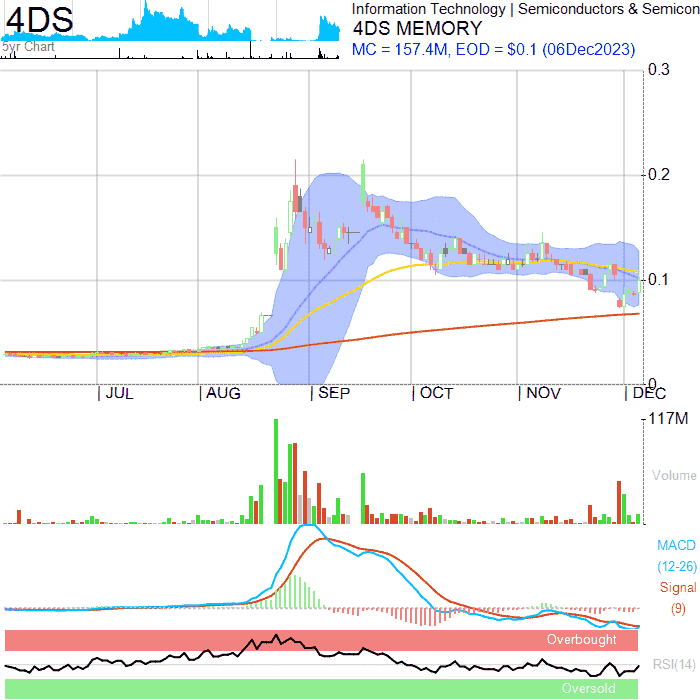 4DS
5yr Chart
Information Technology | Semiconductors & Semicon
4DS MEMORY
MC = 157.4M, EOD = $0.1 (06Dec2023)
0.3
0.2
0.1
0
JUL
AUG
SEP
OCT
NOV
DEC
117M
Volume
MACD
(12-26)
Signal
(9)
Overbought
RSI(14)
Oversold